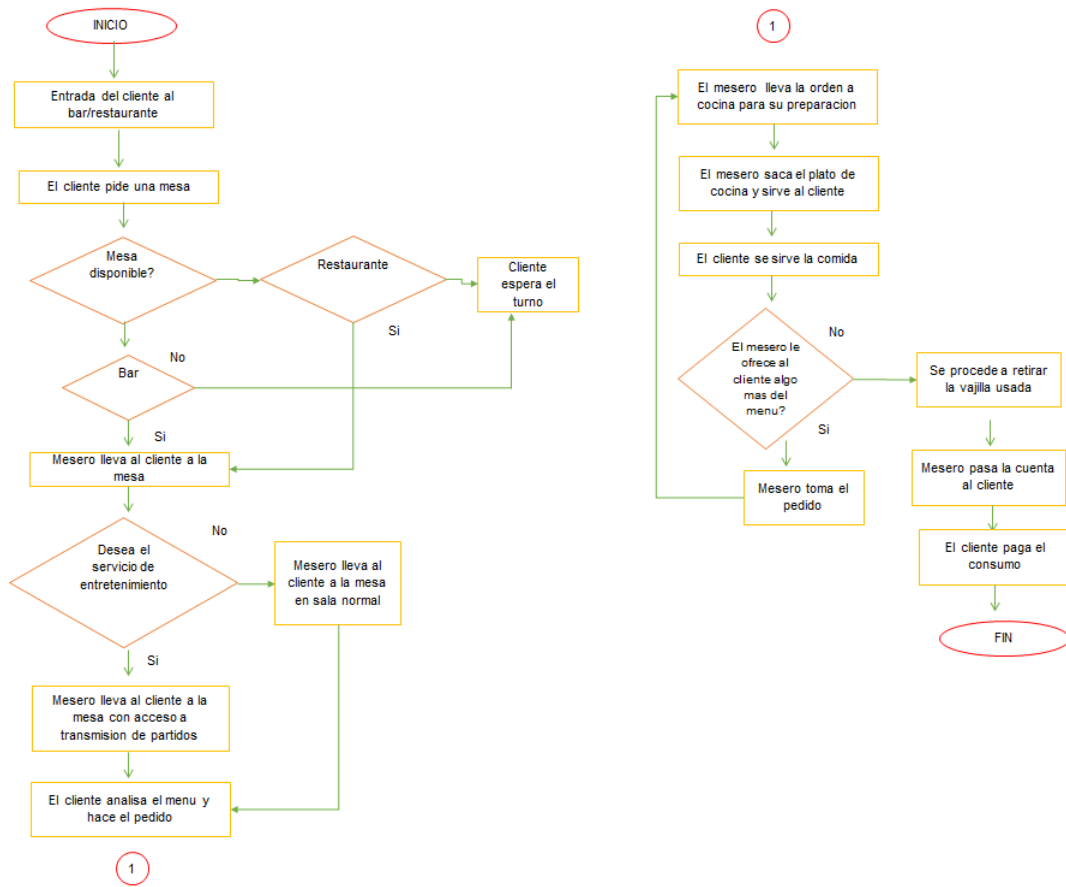 INICIO
Entrada del cliente al
bar/restaurante
El cliente pide una mesa
Mesa
disponible?
Restaurante
Cliente
espera el
turno
Si
No
Bar
Si
Mesero lleva al cliente a la
mesa
No
Desea el
servicio de
entretenimiento
Mesero lleva al
cliente a la mesa
en sala normal
Si
Mesero lleva al cliente a la
mesa con acceso a
transmision de partidos
El cliente analisa el menu y
hace el pedido
1
1
El mesero lleva la orden a
cocina para su preparacion
El mesero saca el plato de
cocina y sirve al cliente
El cliente se sirve la comida
No
El mesero le
ofrece al
cliente algo
mas del
menu?
Se procede a retirar
la vajilla usada
Si
Mesero toma el
pedido
Mesero pasa la cuenta
al cliente
El cliente paga el
consumo
FIN